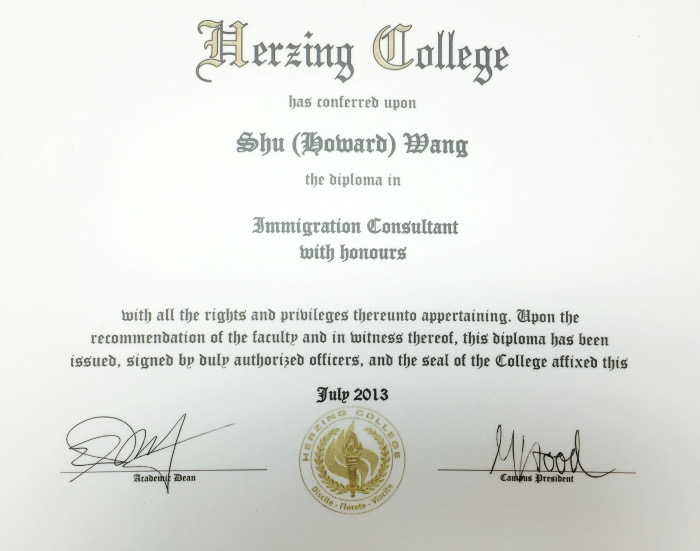 Herzing College
has conferred upon
Shu (Howard) Wang
the diploma in
Immigration Consultant
with honours
with all the rights and privileges thereunto appertaining. Upon the
recommendation of the faculty and in witness thereof, this diploma has been
issued, signed by duly authorized officers, and the seal of the College affixed this
July 2013
HERZING COLLEGE
Discite - Florete - Vincite
Academic Dean
Campus President